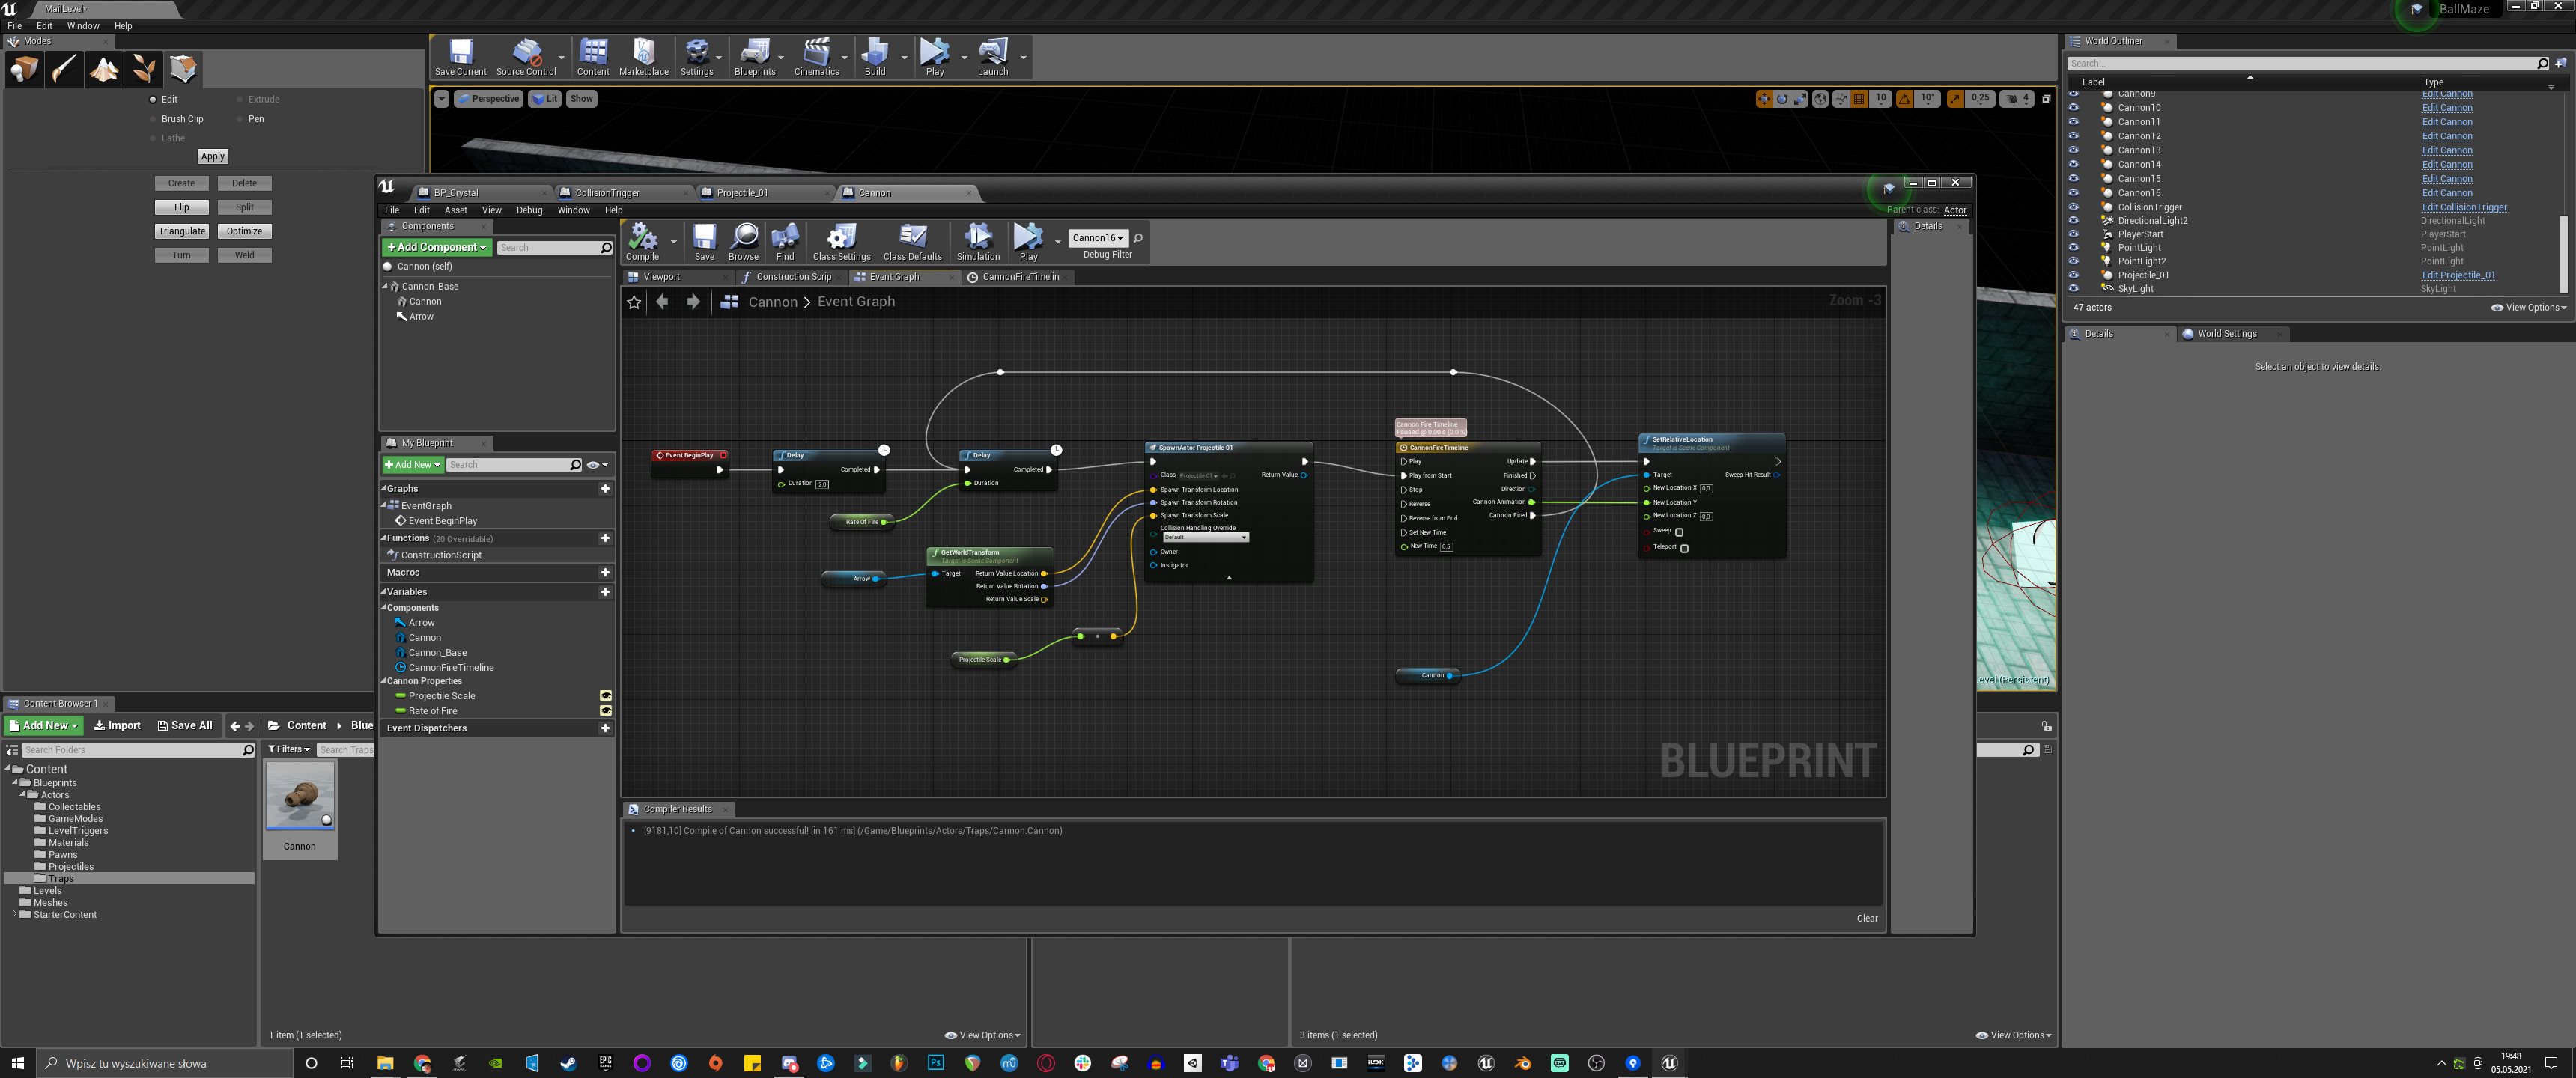 MailLevel*
BallMaze
File Edit Window Help
Modes
Edit Extrude
Brush Clip Pen
Lathe
Apply
Create Delete
Flip Split
Triangulate Optimize
Turn Weld
Save Current Source Control Content Marketplace Settings Blueprints Cinematics Build Play Launch
Perspective Lit Show
10 10° 0,25 4
World Outliner
Search...
Label Type
Cannon9 Edit Cannon
Cannon10 Edit Cannon
Cannon11 Edit Cannon
Cannon12 Edit Cannon
Cannon13 Edit Cannon
Cannon14 Edit Cannon
Cannon15 Edit Cannon
Cannon16 Edit Cannon
CollisionTrigger Edit CollisionTrigger
DirectionalLight2 DirectionalLight
PlayerStart PlayerStart
PointLight PointLight
PointLight2 PointLight
Projectile_01 Edit Projectile_01
SkyLight SkyLight
47 actors View Options
Details World Settings
Select an object to view details.
BP_Crystal CollisionTrigger Projectile_01 Cannon
File Edit Asset View Debug Window Help
Parent class: Actor
Components
+Add Component Search
Cannon (self)
Cannon_Base
Cannon
Arrow
Compile Save Browse Find Class Settings Class Defaults Simulation Play
Cannon16
Debug Filter
Details
Viewport Construction Scrip Event Graph CannonFireTimelin
Cannon > Event Graph
Zoom -3
My Blueprint
+Add New Search
Graphs
EventGraph
Event BeginPlay
Functions (20 Overridable)
ConstructionScript
Macros
Variables
Components
Arrow
Cannon
Cannon_Base
CannonFireTimeline
Cannon Properties
Projectile Scale
Rate of Fire
Event Dispatchers
Event BeginPlay
Delay
Completed
Duration 2,0
Delay
Completed
Duration
Rate Of Fire
Arrow
GetWorldTransform
Target is Scene Component
Target Return Value Location
Return Value Rotation
Return Value Scale
Projectile Scale
SpawnActor Projectile 01
Class Projectile 01 Return Value
Spawn Transform Location
Spawn Transform Rotation
Spawn Transform Scale
Collision Handling Override
Default
Owner
Instigator
Cannon Fire Timeline
Paused @ 0.00 s (0.0 %)
CannonFireTimeline
Play Update
Play from Start Finished
Stop Direction
Reverse Cannon Animation
Reverse from End Cannon Fired
Set New Time
New Time 0,5
SetRelativeLocation
Target is Scene Component
Target Sweep Hit Result
New Location X 0,0
New Location Y
New Location Z 0,0
Sweep
Teleport
Cannon
BLUEPRINT
Level (Persistent)
Compiler Results
[9181,10] Compile of Cannon successful! [in 161 ms] (/Game/Blueprints/Actors/Traps/Cannon.Cannon)
Clear
Content Browser 1
Add New Import Save All Content Blue
Search Folders Filters Search Traps
Content
Blueprints
Actors
Collectables
GameModes
LevelTriggers
Materials
Pawns
Projectiles
Traps
Levels
Meshes
StarterContent
Cannon
1 item (1 selected) View Options
3 items (1 selected) View Options
Wpisz tu wyszukiwane słowa
19:48
05.05.2021